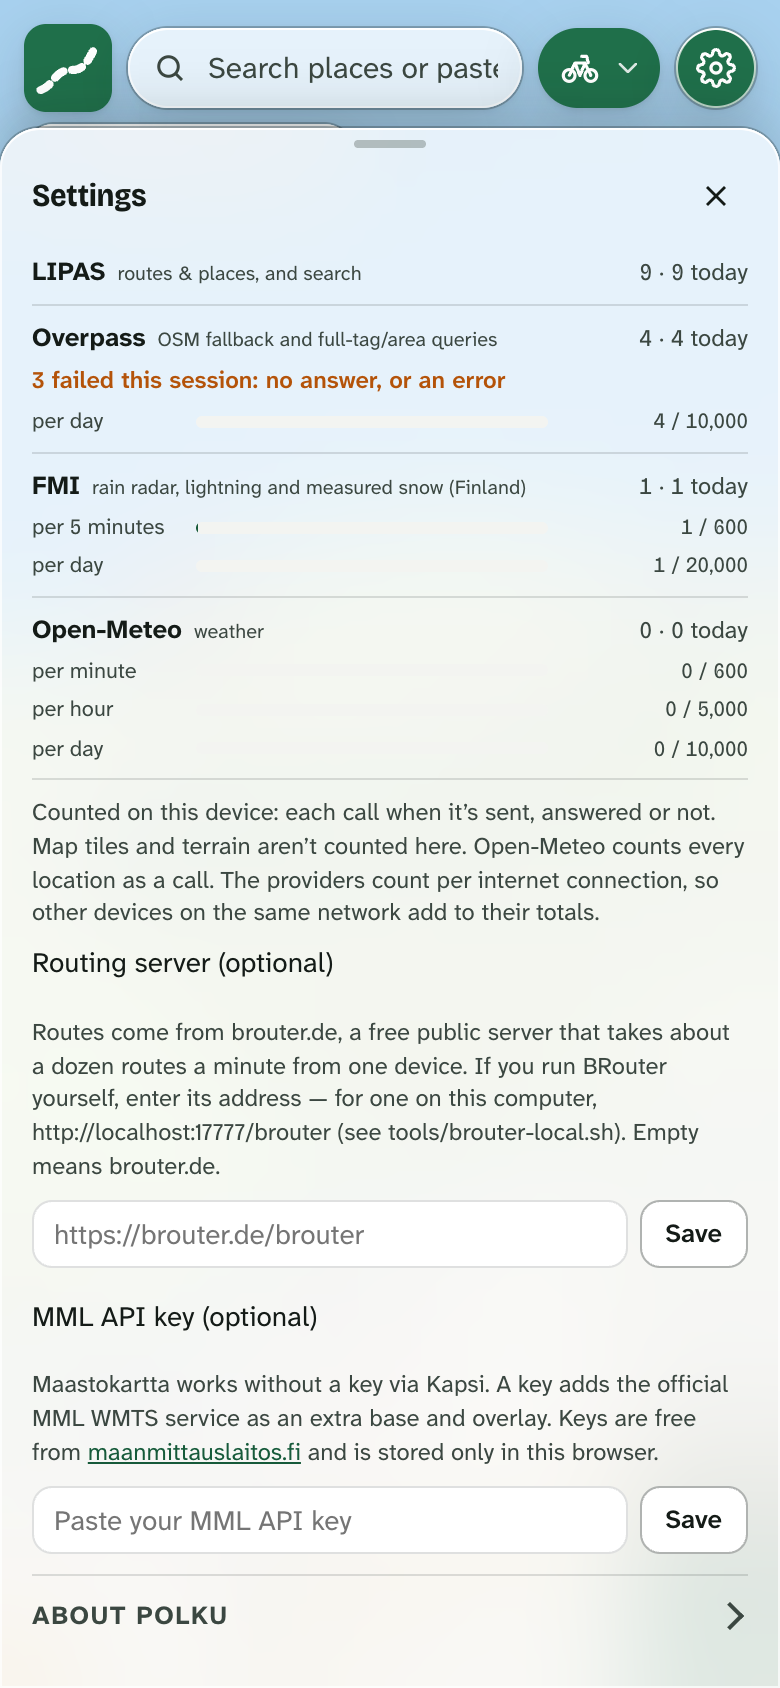 Search places or paste
Settings
LIPAS routes & places, and search 9 · 9 today
Overpass OSM fallback and full-tag/area queries 4 · 4 today
3 failed this session: no answer, or an error
per day 4 / 10,000
FMI rain radar, lightning and measured snow (Finland) 1 · 1 today
per 5 minutes 1 / 600
per day 1 / 20,000
Open-Meteo weather 0 · 0 today
per minute 0 / 600
per hour 0 / 5,000
per day 0 / 10,000
Counted on this device: each call when it’s sent, answered or not.
Map tiles and terrain aren’t counted here. Open-Meteo counts every
location as a call. The providers count per internet connection, so
other devices on the same network add to their totals.
Routing server (optional)
Routes come from brouter.de, a free public server that takes about
a dozen routes a minute from one device. If you run BRouter
yourself, enter its address — for one on this computer,
http://localhost:17777/brouter (see tools/brouter-local.sh). Empty
means brouter.de.
https://brouter.de/brouter Save
MML API key (optional)
Maastokartta works without a key via Kapsi. A key adds the official
MML WMTS service as an extra base and overlay. Keys are free
from maanmittauslaitos.fi and is stored only in this browser.
Paste your MML API key Save
ABOUT POLKU